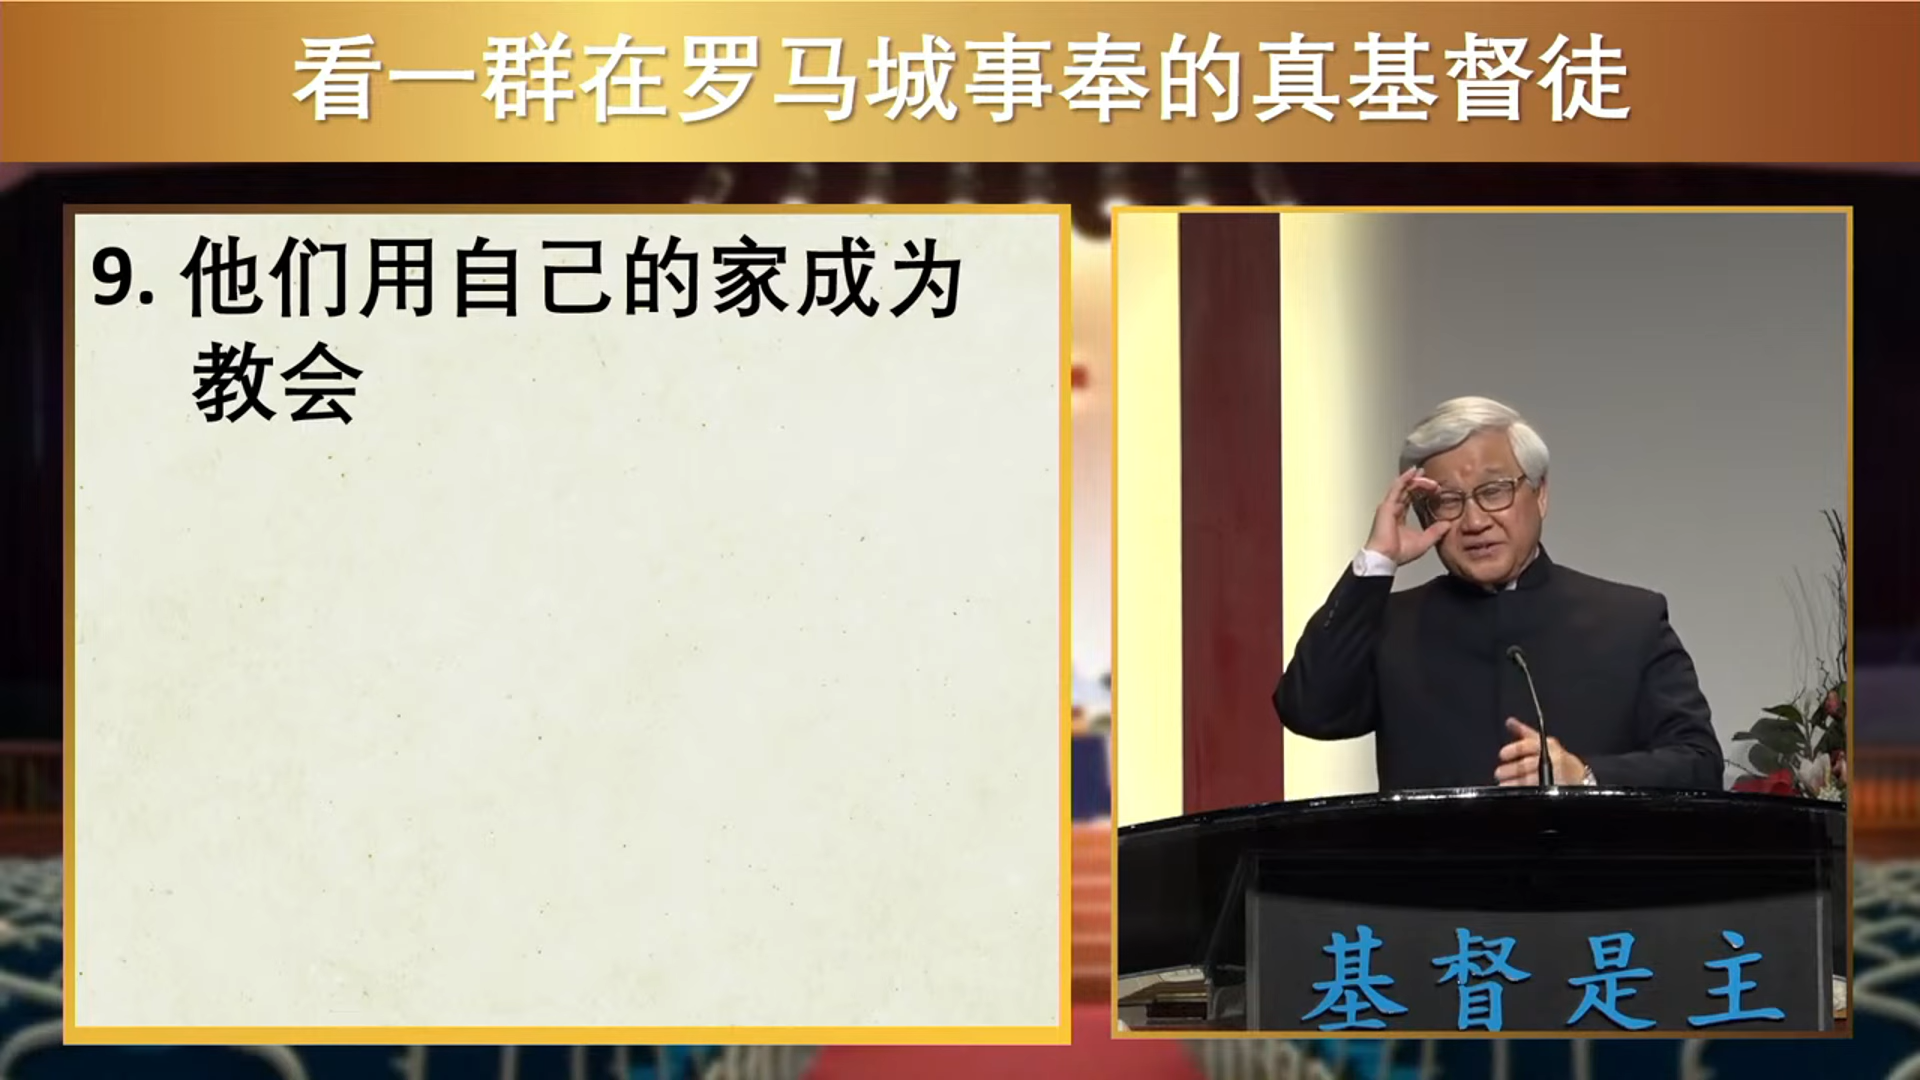 看一群在罗马城事奉的真基督徒
9. 他们用自己的家成为
教会
基督是主